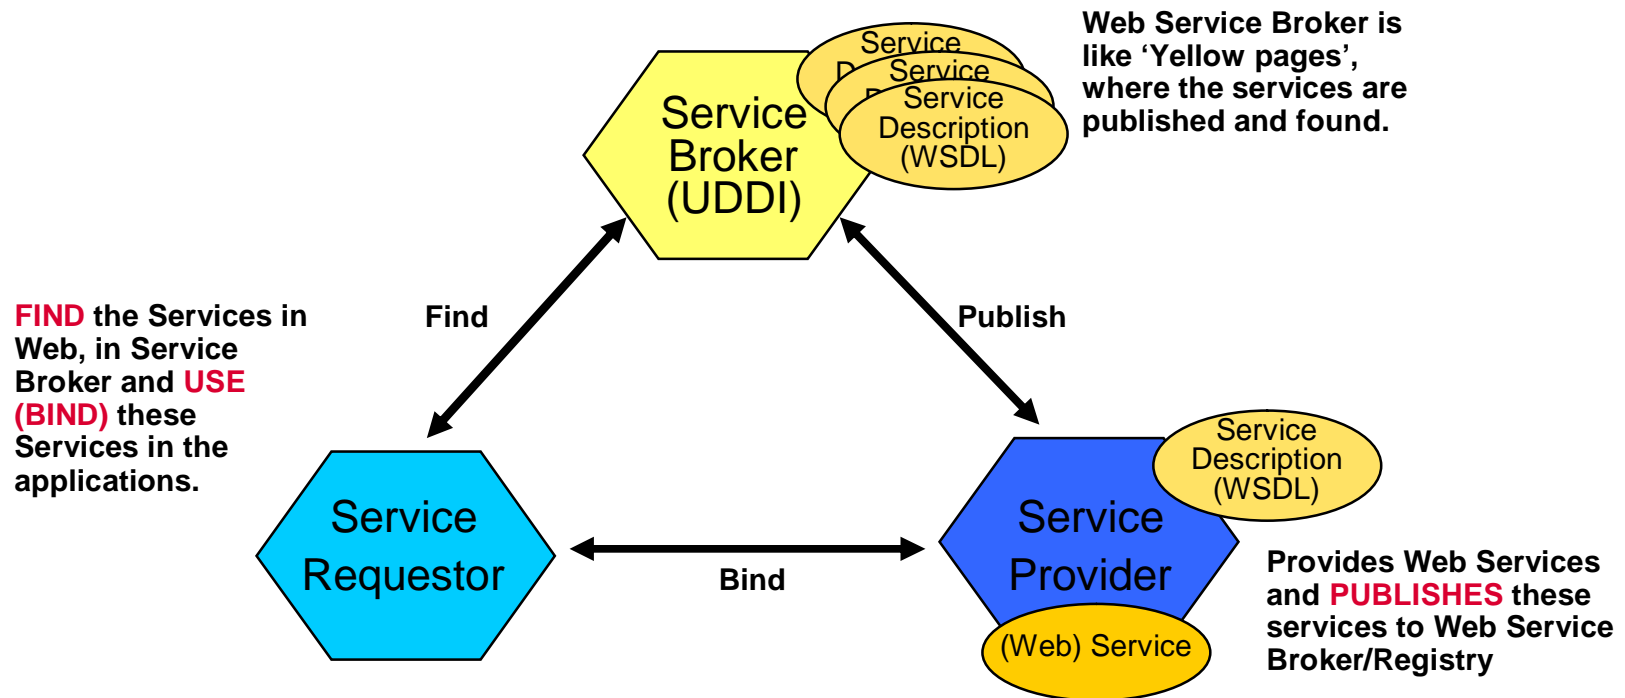 Service
Service
Service
Description
(WSDL)
Web Service Broker is
like ‘Yellow pages’,
where the services are
published and found.
Service
Broker
(UDDI)
FIND the Services in
Web, in Service
Broker and USE
(BIND) these
Services in the
applications.
Find
Publish
Service
Requestor
Bind
Service
Provider
Service
Description
(WSDL)
(Web) Service
Provides Web Services
and PUBLISHES these
services to Web Service
Broker/Registry